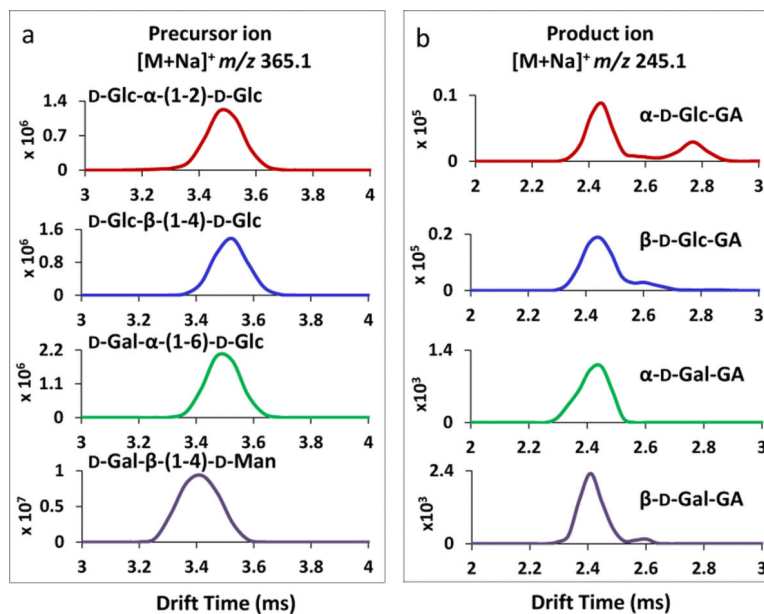 a
Precursor ion
[M+Na]⁺ m/z 365.1
D-Glc-α-(1-2)-D-Glc
x 10⁶
1.4
0.7
0
3 3.2 3.4 3.6 3.8 4
D-Glc-β-(1-4)-D-Glc
x 10⁶
1.6
0.8
0
3 3.2 3.4 3.6 3.8 4
D-Gal-α-(1-6)-D-Glc
x 10⁶
2.2
1.1
0
3 3.2 3.4 3.6 3.8 4
D-Gal-β-(1-4)-D-Man
x 10⁷
1
0.5
0
3 3.2 3.4 3.6 3.8 4
Drift Time (ms)
b
Product ion
[M+Na]⁺ m/z 245.1
α-D-Glc-GA
x 10⁵
0.1
0
2 2.2 2.4 2.6 2.8 3
β-D-Glc-GA
x 10⁵
0.2
0
2 2.2 2.4 2.6 2.8 3
α-D-Gal-GA
x10³
1.4
0
2 2.2 2.4 2.6 2.8 3
β-D-Gal-GA
x10³
2.4
0
2 2.2 2.4 2.6 2.8 3
Drift Time (ms)